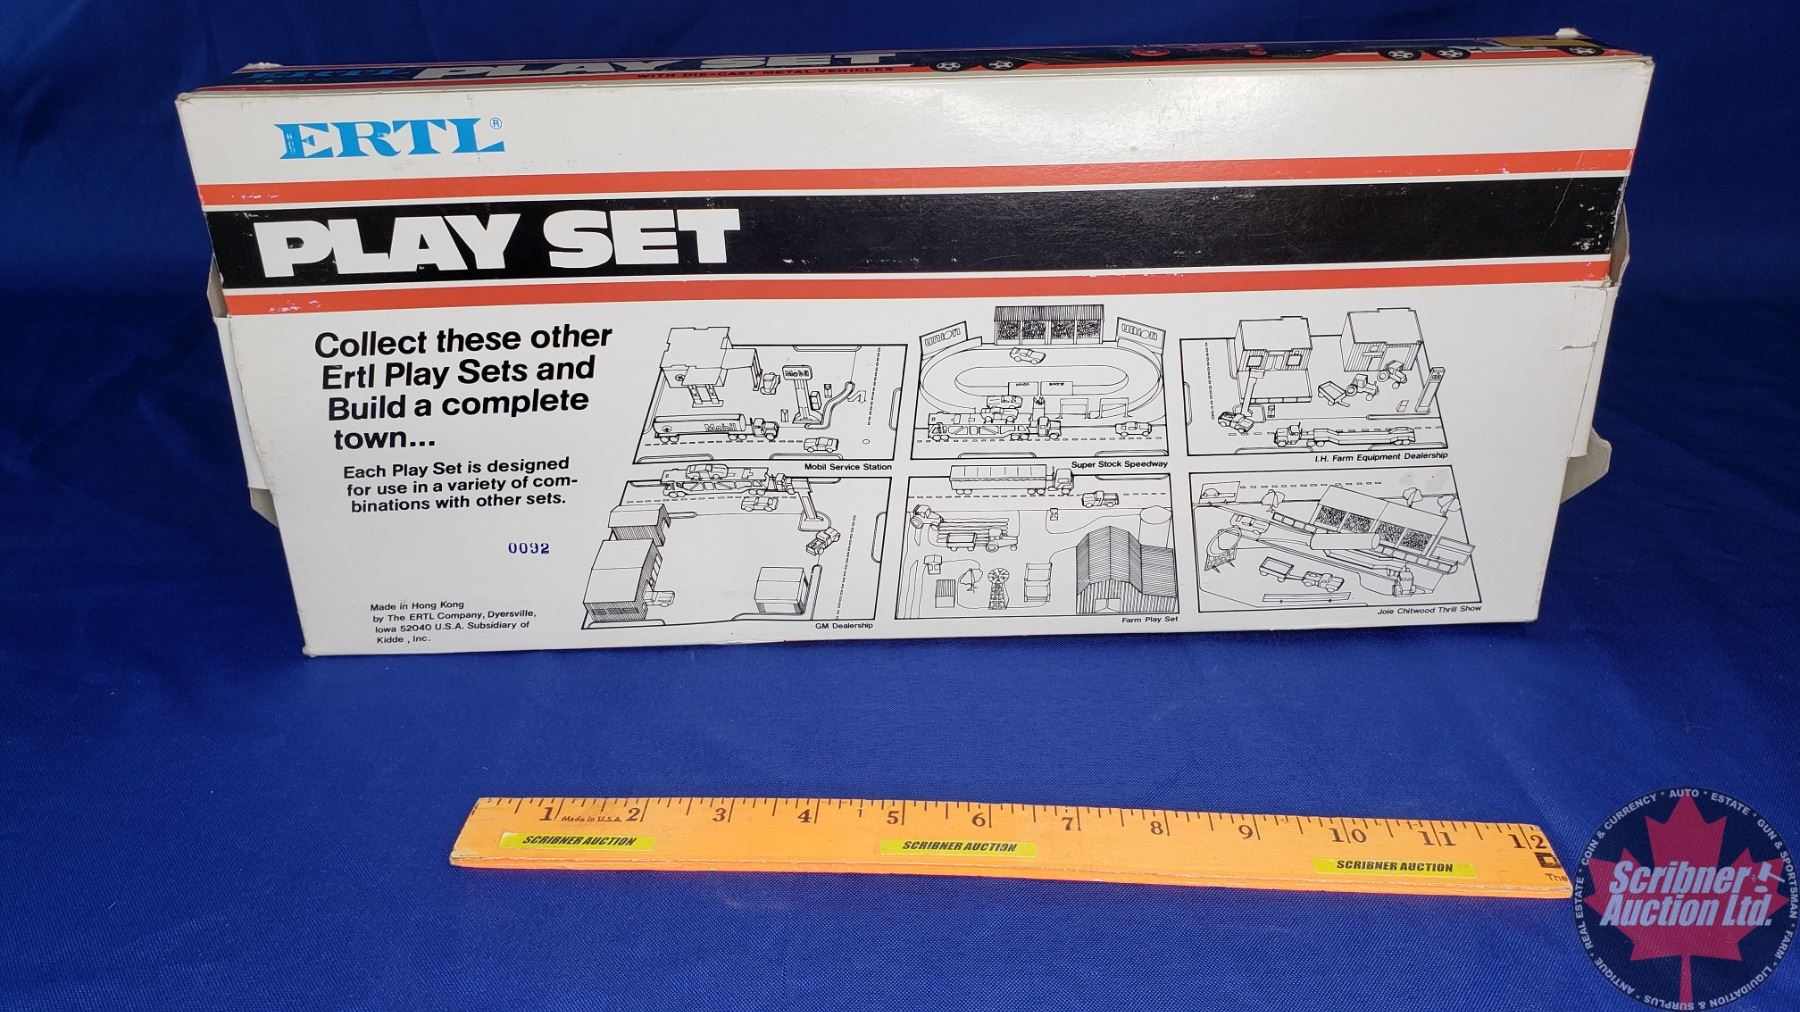 ERTL PLAY SET
WITH DIE-CAST METAL VEHICLES
ERTL®
PLAY SET
Collect these other
Ertl Play Sets and
Build a complete
town...
Each Play Set is designed
for use in a variety of com-
binations with other sets.
0092
Made in Hong Kong
by The ERTL Company, Dyersville,
Iowa 52040 U.S.A. Subsidiary of
Kidde, Inc.
Mobil
Mobil
Mobil Service Station
UNION
UNION
Super Stock Speedway
I.H. Farm Equipment Dealership
GM Dealership
Farm Play Set
Joie Chitwood Thrill Show
1 2 3 4 5 6 7 8 9 10 11 12
Made in U.S.A.
The
SCRIBNER AUCTION
SCRIBNER AUCTION
SCRIBNER AUCTION
Scribner
Auction Ltd.
COIN & CURRENCY * AUTO * ESTATE * GUN & SPORTSMAN * FARM * LIQUIDATION & SURPLUS * ANTIQUE * REAL ESTATE *